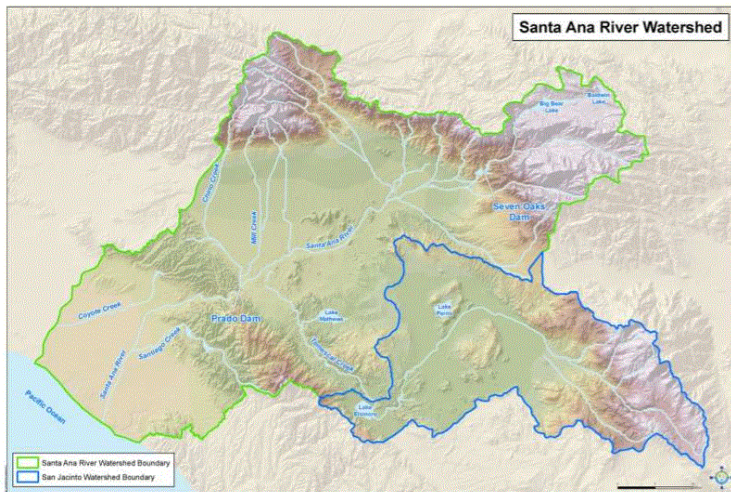 Santa Ana River Watershed
Big Bear
Lake
Baldwin
Lake
Chino Creek
Mill Creek
Seven Oaks
Dam
Santa Ana River
Lake
Perris
Coyote Creek
Prado Dam
Lake
Mathews
Santiago Creek
Temescal Creek
Santa Ana River
Lake
Elsinore
Pacific Ocean
Santa Ana River Watershed Boundary
San Jacinto Watershed Boundary